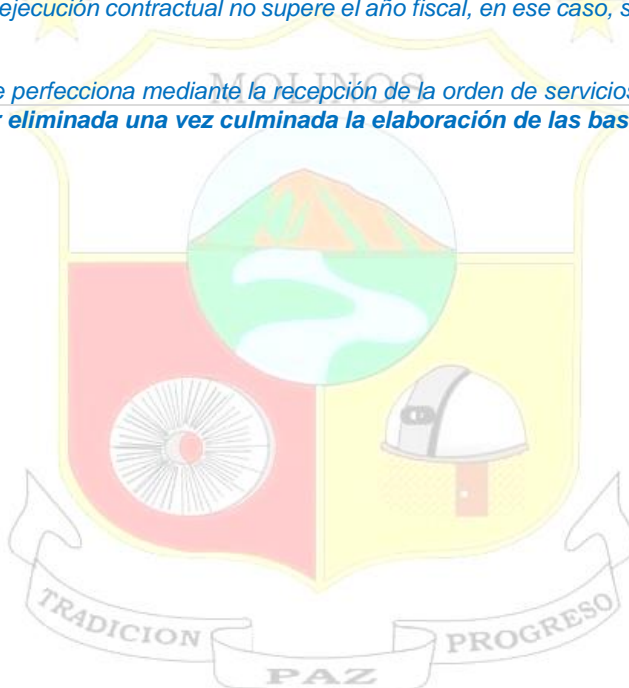 ejecución contractual no supere el año fiscal, en ese caso, s
MOLINOS
e perfecciona mediante la recepción de la orden de servicios
r eliminada una vez culminada la elaboración de las bas
TRADICION
PROGRESO
PAZ